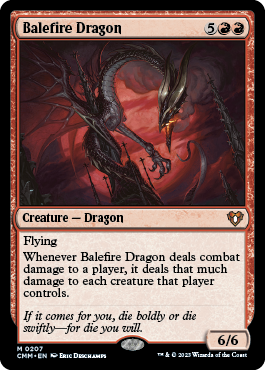 Balefire Dragon 5
Creature — Dragon
Flying
Whenever Balefire Dragon deals combat
damage to a player, it deals that much
damage to each creature that player
controls.
If it comes for you, die boldly or die
swiftly—for die you will.
6/6
M 0207
CMM • EN Eric Deschamps
™ & © 2023 Wizards of the Coast